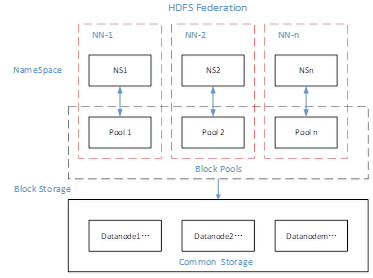 HDFS Federation
NN-1
NN-2
NN-n
NameSpace
NS1
NS2
NSn
Pool 1
Pool 2
Pool n
Block Pools
Block Storage
Datanode1…
Datanode2…
Datanodem…
Common Storage